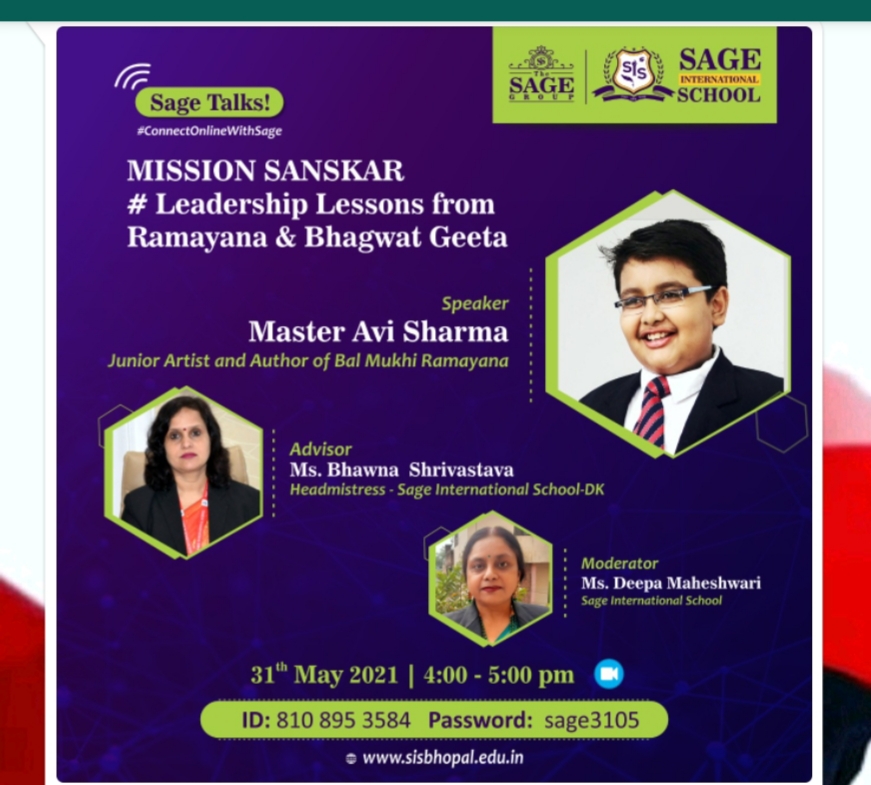 Sage Talks!
#ConnectOnlineWithSage
The
SAGE
GROUP
SIS
SAGE
INTERNATIONAL
SCHOOL
MISSION SANSKAR
# Leadership Lessons from
Ramayana & Bhagwat Geeta
Speaker
Master Avi Sharma
Junior Artist and Author of Bal Mukhi Ramayana
Advisor
Ms. Bhawna Shrivastava
Headmistress - Sage International School-DK
Moderator
Ms. Deepa Maheshwari
Sage International School
31th May 2021 | 4:00 - 5:00 pm
ID: 810 895 3584 Password: sage3105
www.sisbhopal.edu.in